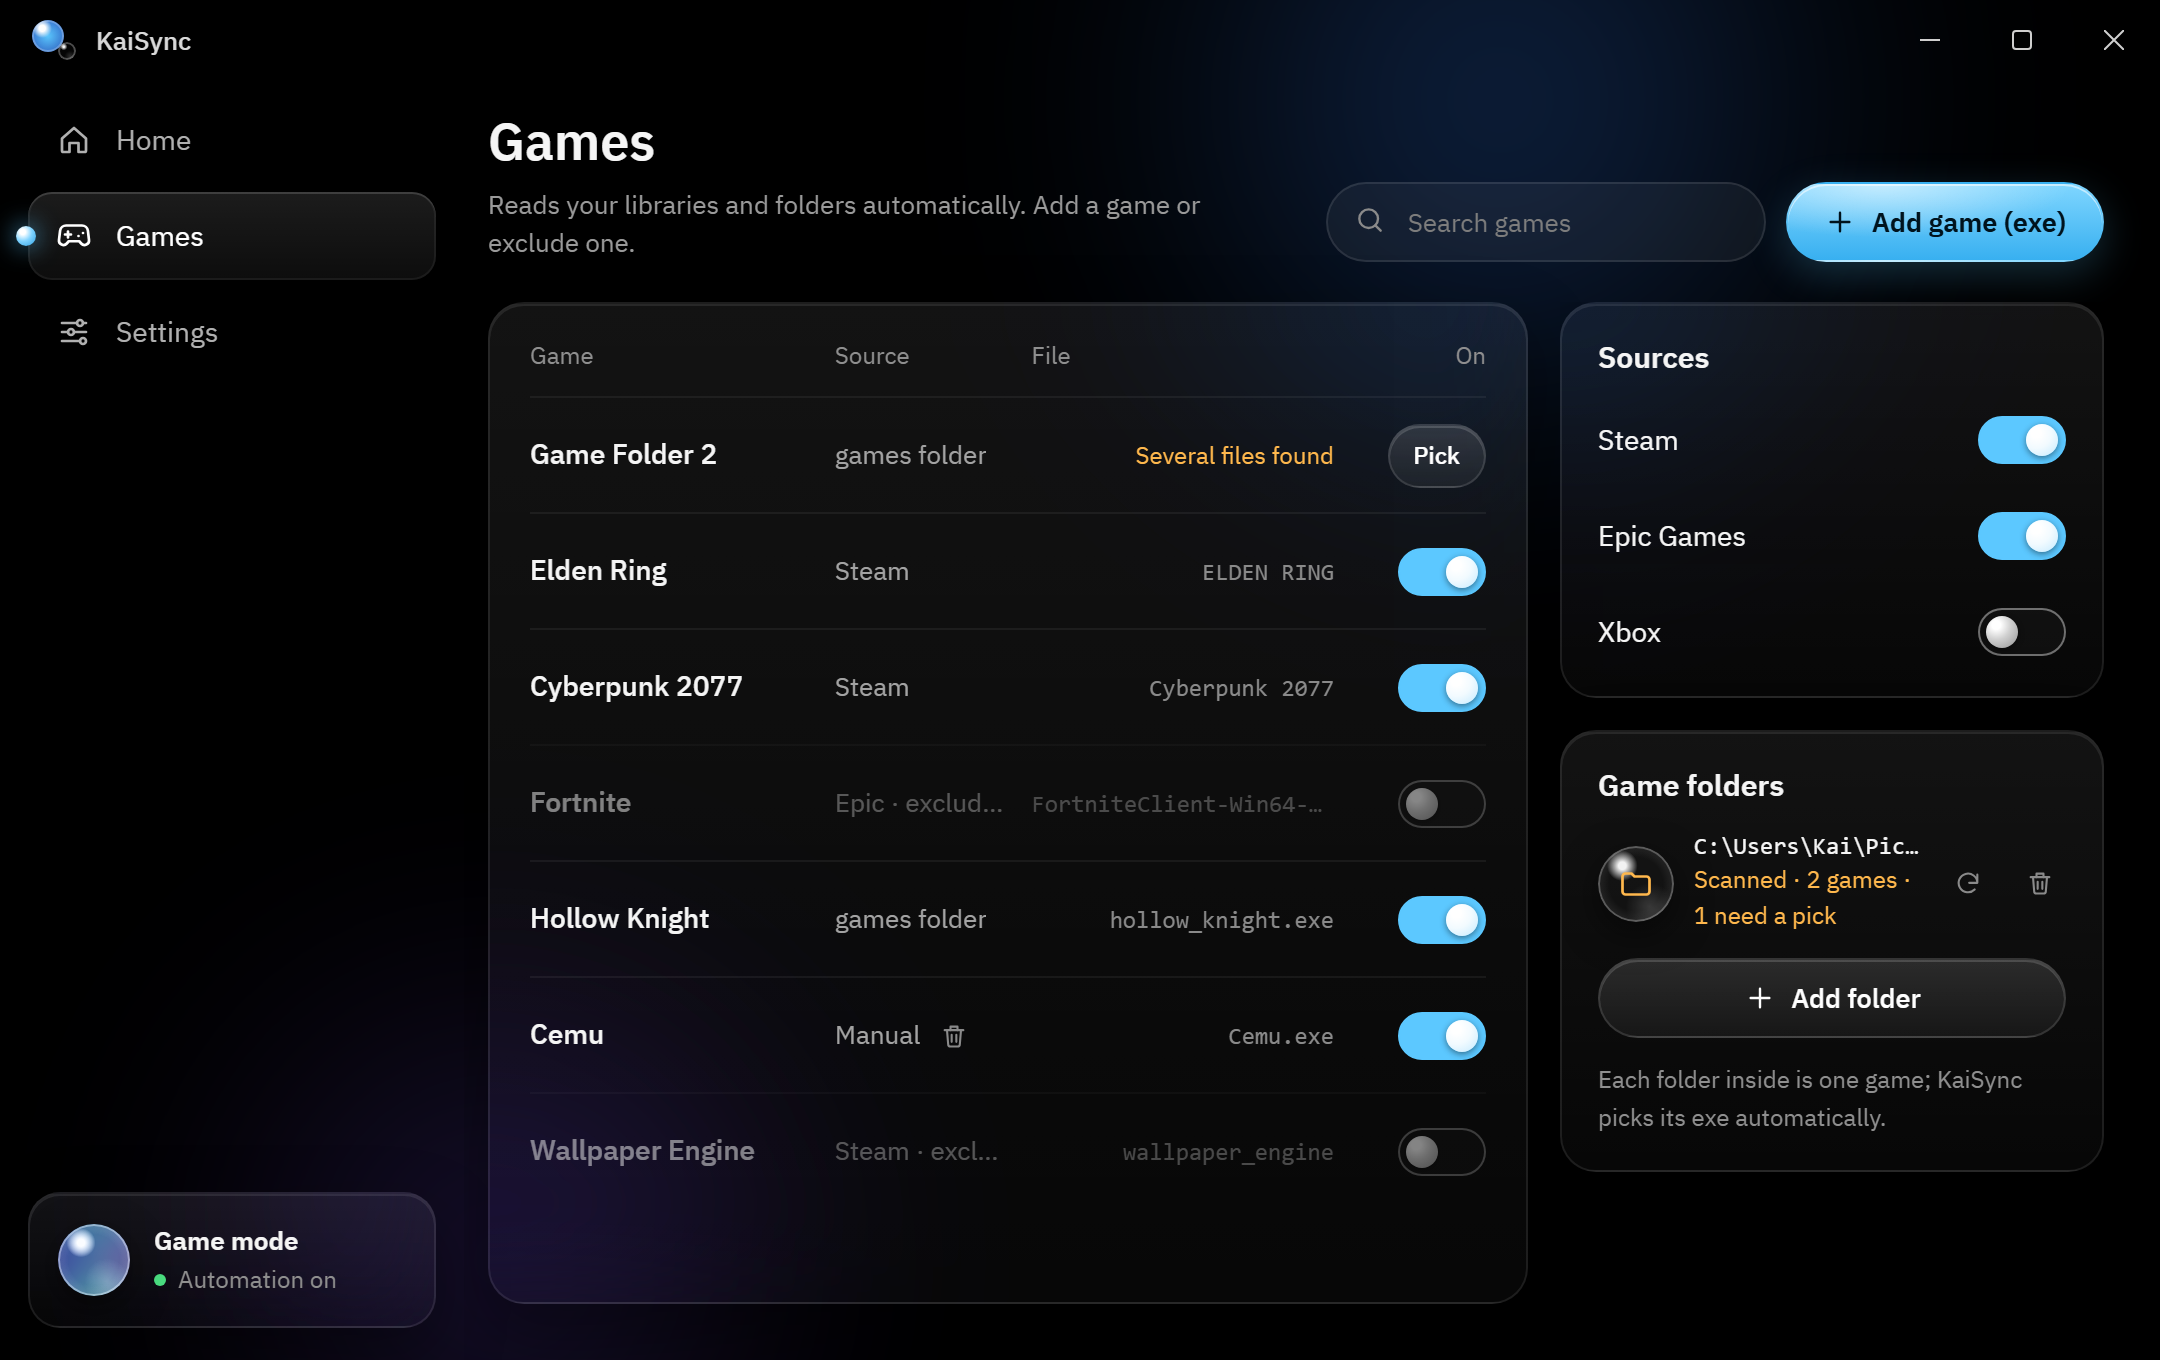 KaiSync
Home
Games
Settings
Games
Reads your libraries and folders automatically. Add a game or
exclude one.
Search games
Add game (exe)
Game Source File On
Game Folder 2 games folder Several files found Pick
Elden Ring Steam ELDEN RING
Cyberpunk 2077 Steam Cyberpunk 2077
Fortnite Epic · exclud... FortniteClient-Win64-...
Hollow Knight games folder hollow_knight.exe
Cemu Manual Cemu.exe
Wallpaper Engine Steam · excl... wallpaper_engine
Sources
Steam
Epic Games
Xbox
Game folders
C:\Users\Kai\Pic...
Scanned · 2 games ·
1 need a pick
Add folder
Each folder inside is one game; KaiSync
picks its exe automatically.
Game mode
Automation on